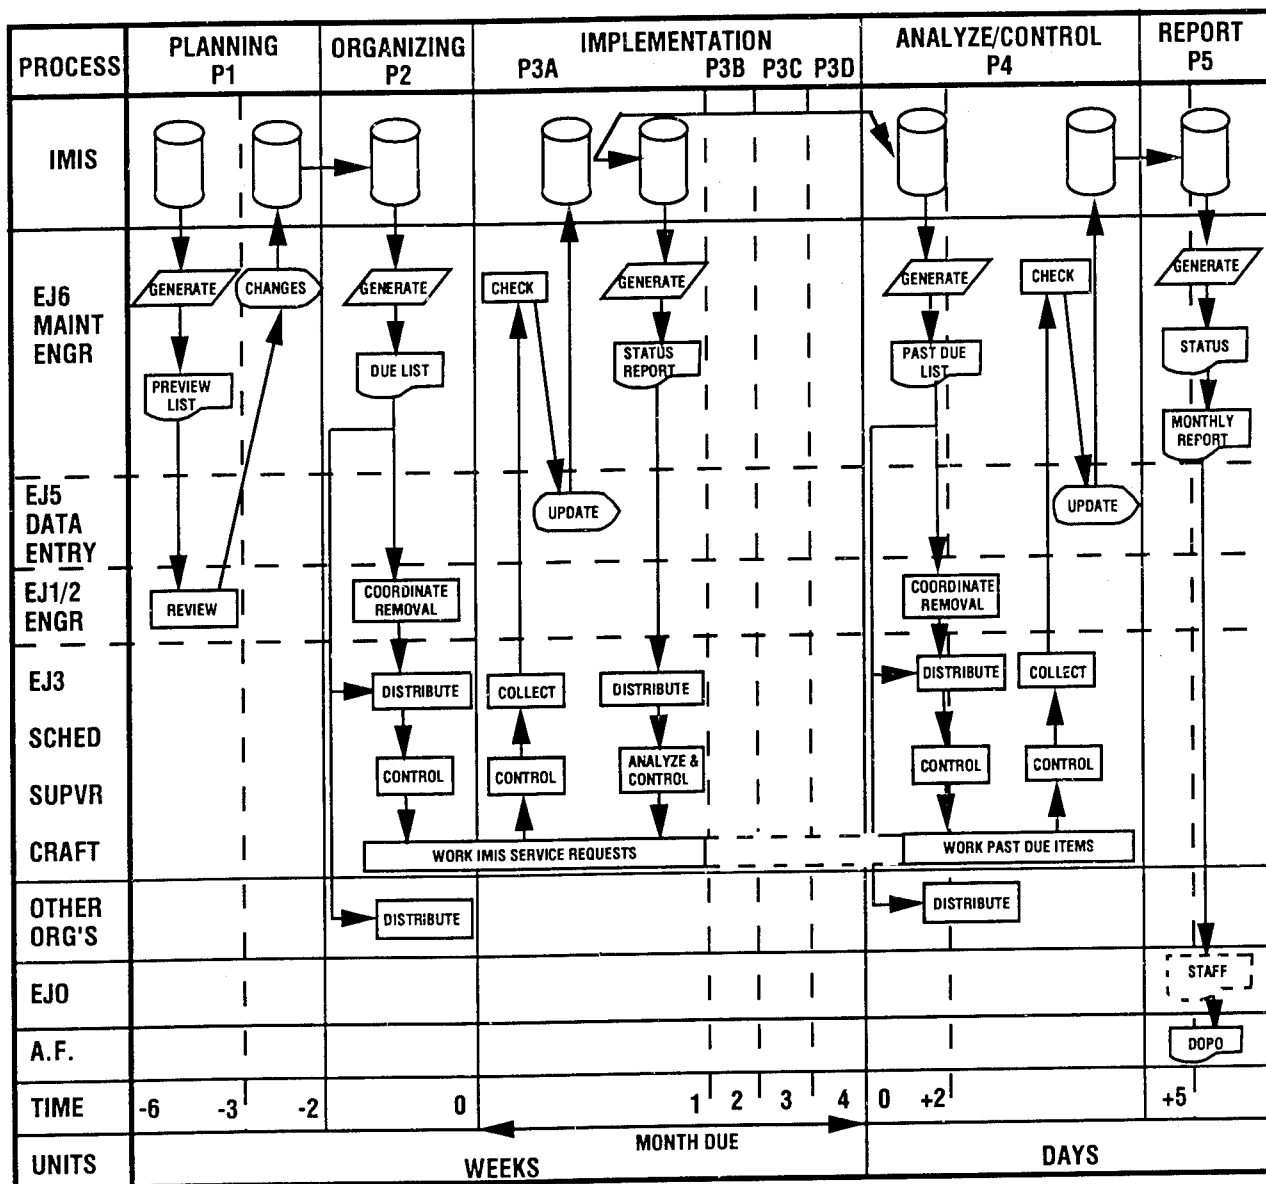 PROCESS
PLANNING
P1
ORGANIZING
P2
IMPLEMENTATION
P3A
P3B
P3C
P3D
ANALYZE/CONTROL
P4
REPORT
P5
IMIS
EJ6
MAINT
ENGR
GENERATE
CHANGES
GENERATE
CHECK
GENERATE
GENERATE
CHECK
GENERATE
PREVIEW
LIST
DUE LIST
STATUS
REPORT
PAST DUE
LIST
STATUS
MONTHLY
REPORT
EJ5
DATA
ENTRY
UPDATE
UPDATE
EJ1/2
ENGR
REVIEW
COORDINATE
REMOVAL
COORDINATE
REMOVAL
EJ3
DISTRIBUTE
COLLECT
DISTRIBUTE
DISTRIBUTE
COLLECT
SCHED
SUPVR
CONTROL
CONTROL
ANALYZE &
CONTROL
CONTROL
CONTROL
CRAFT
WORK IMIS SERVICE REQUESTS
WORK PAST DUE ITEMS
OTHER
ORG'S
DISTRIBUTE
DISTRIBUTE
EJ0
STAFF
A.F.
DOPO
TIME
-6
-3
-2
0
1
2
3
4
0
+2
+5
MONTH DUE
UNITS
WEEKS
DAYS